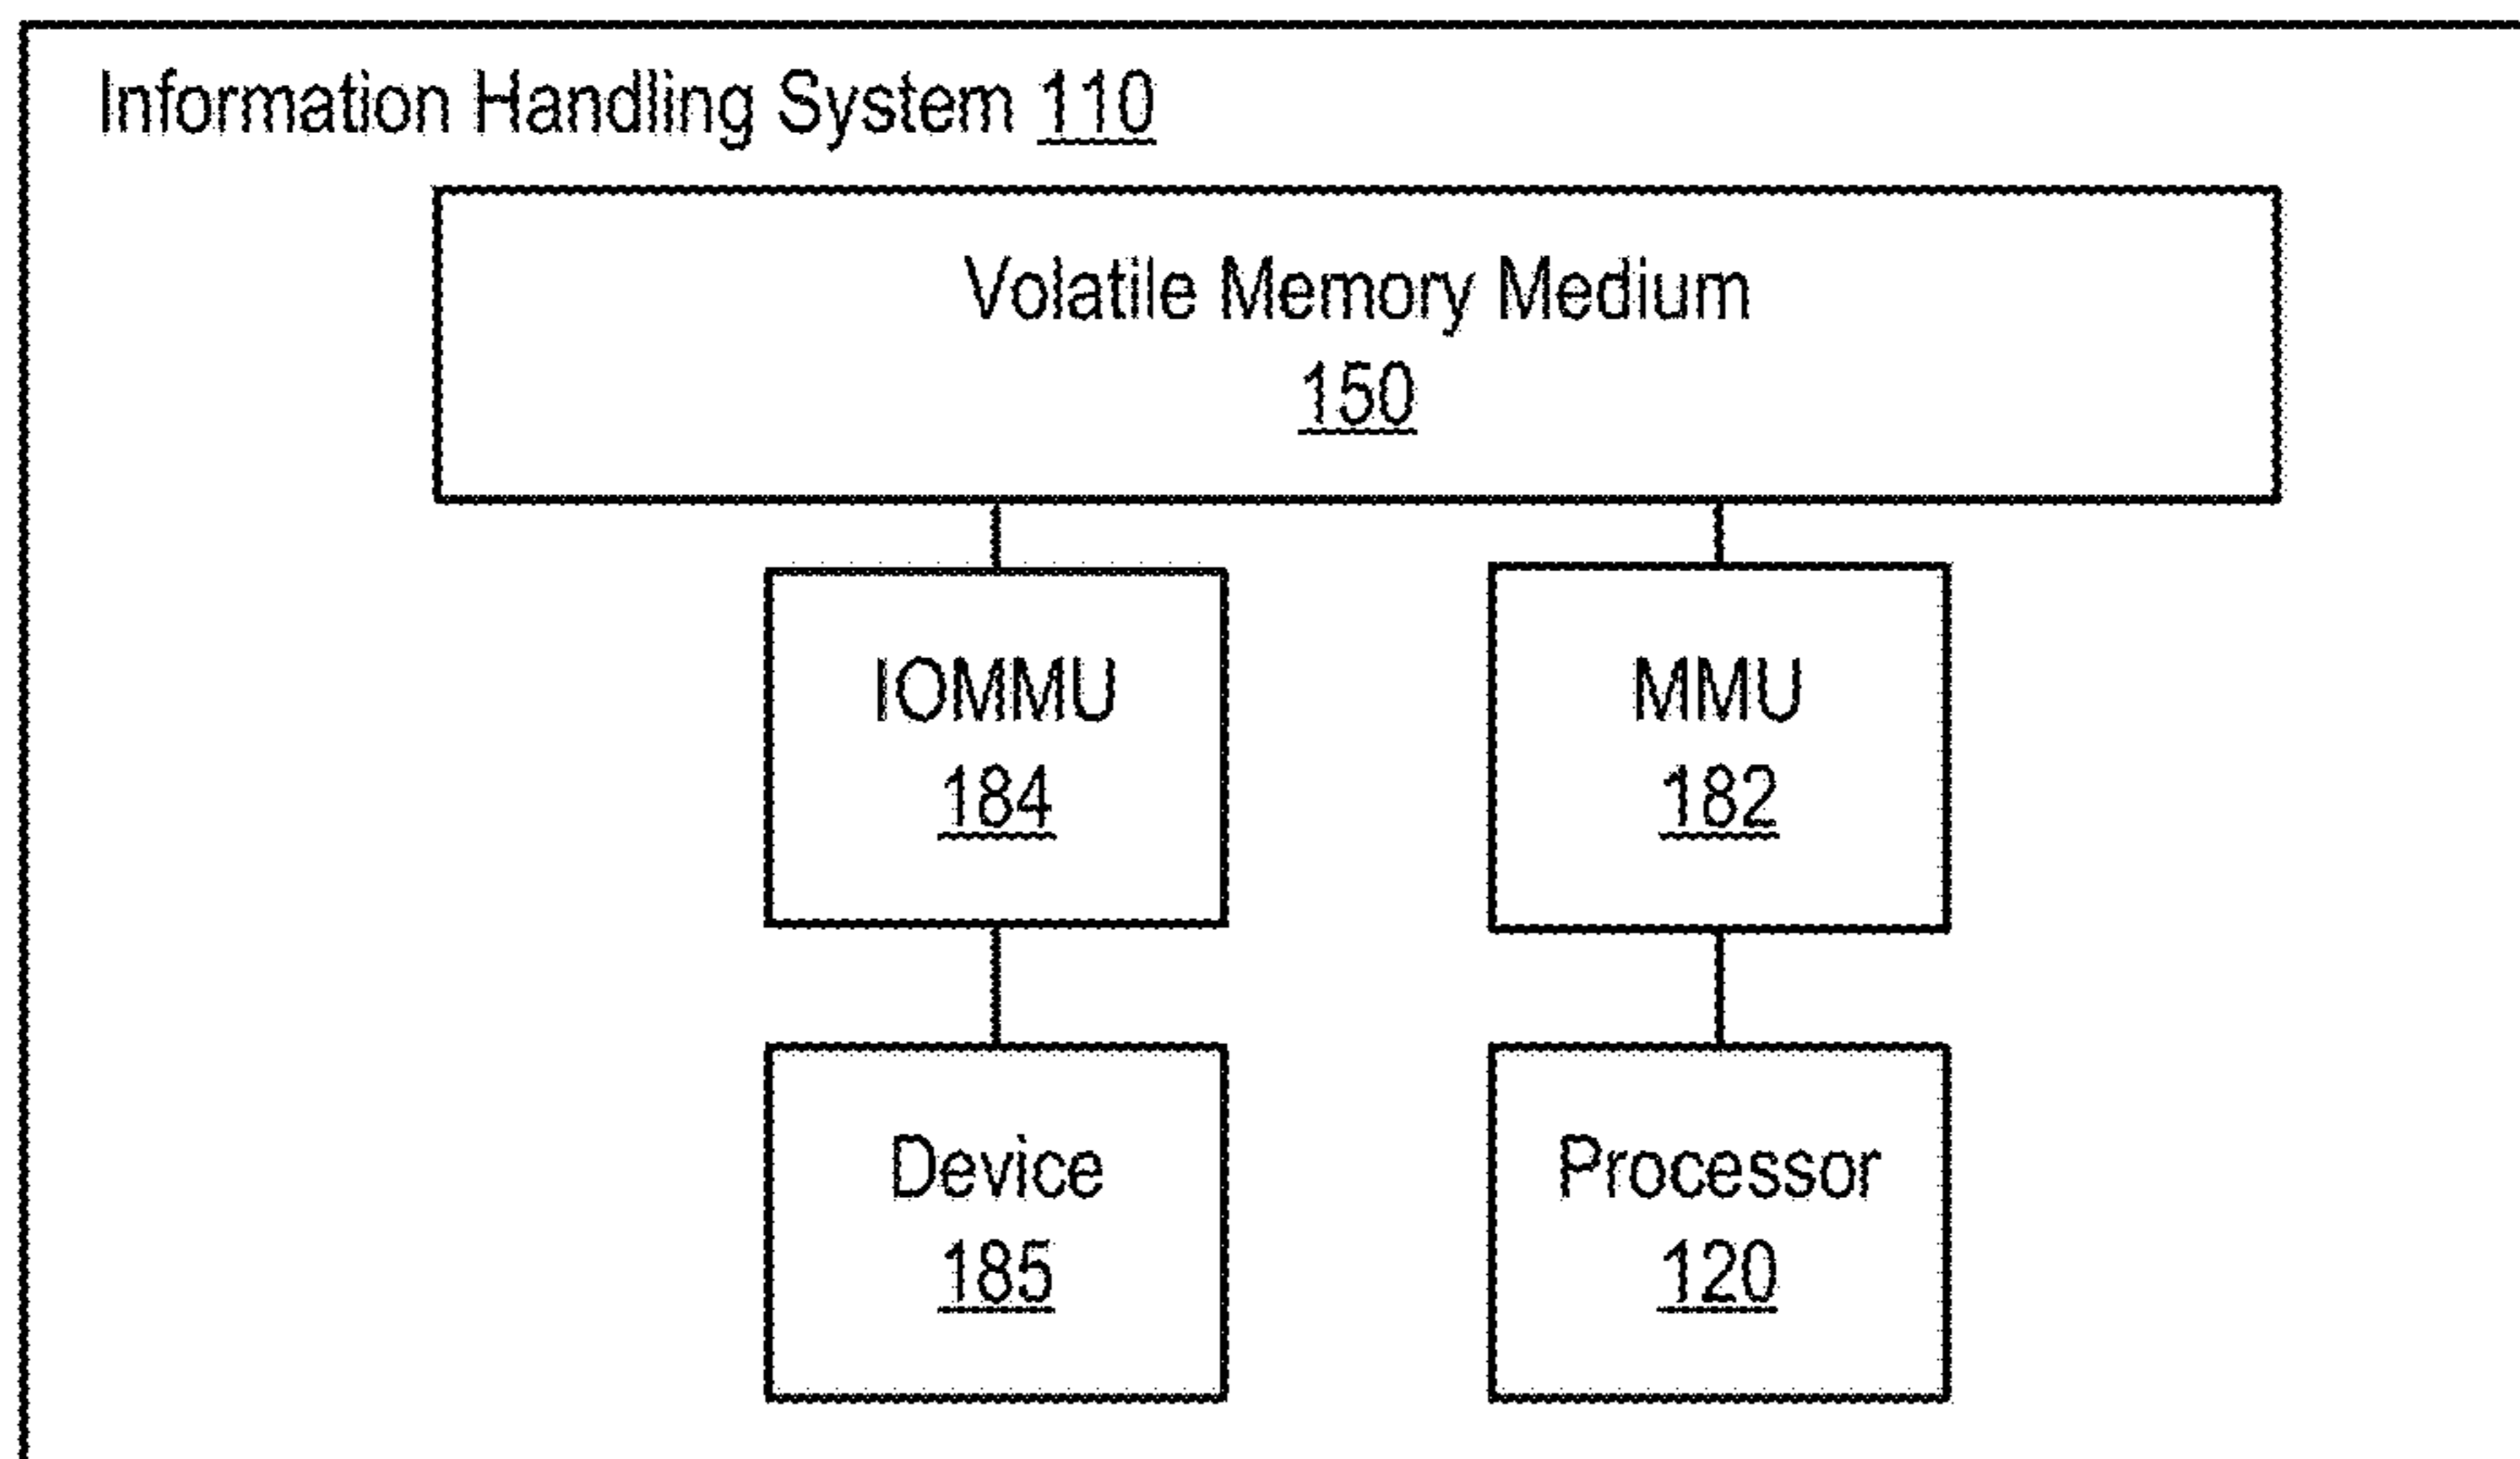 Information Handling System 110
Volatile Memory Medium
150
IOMMU
184
MMU
182
Device
185
Processor
120